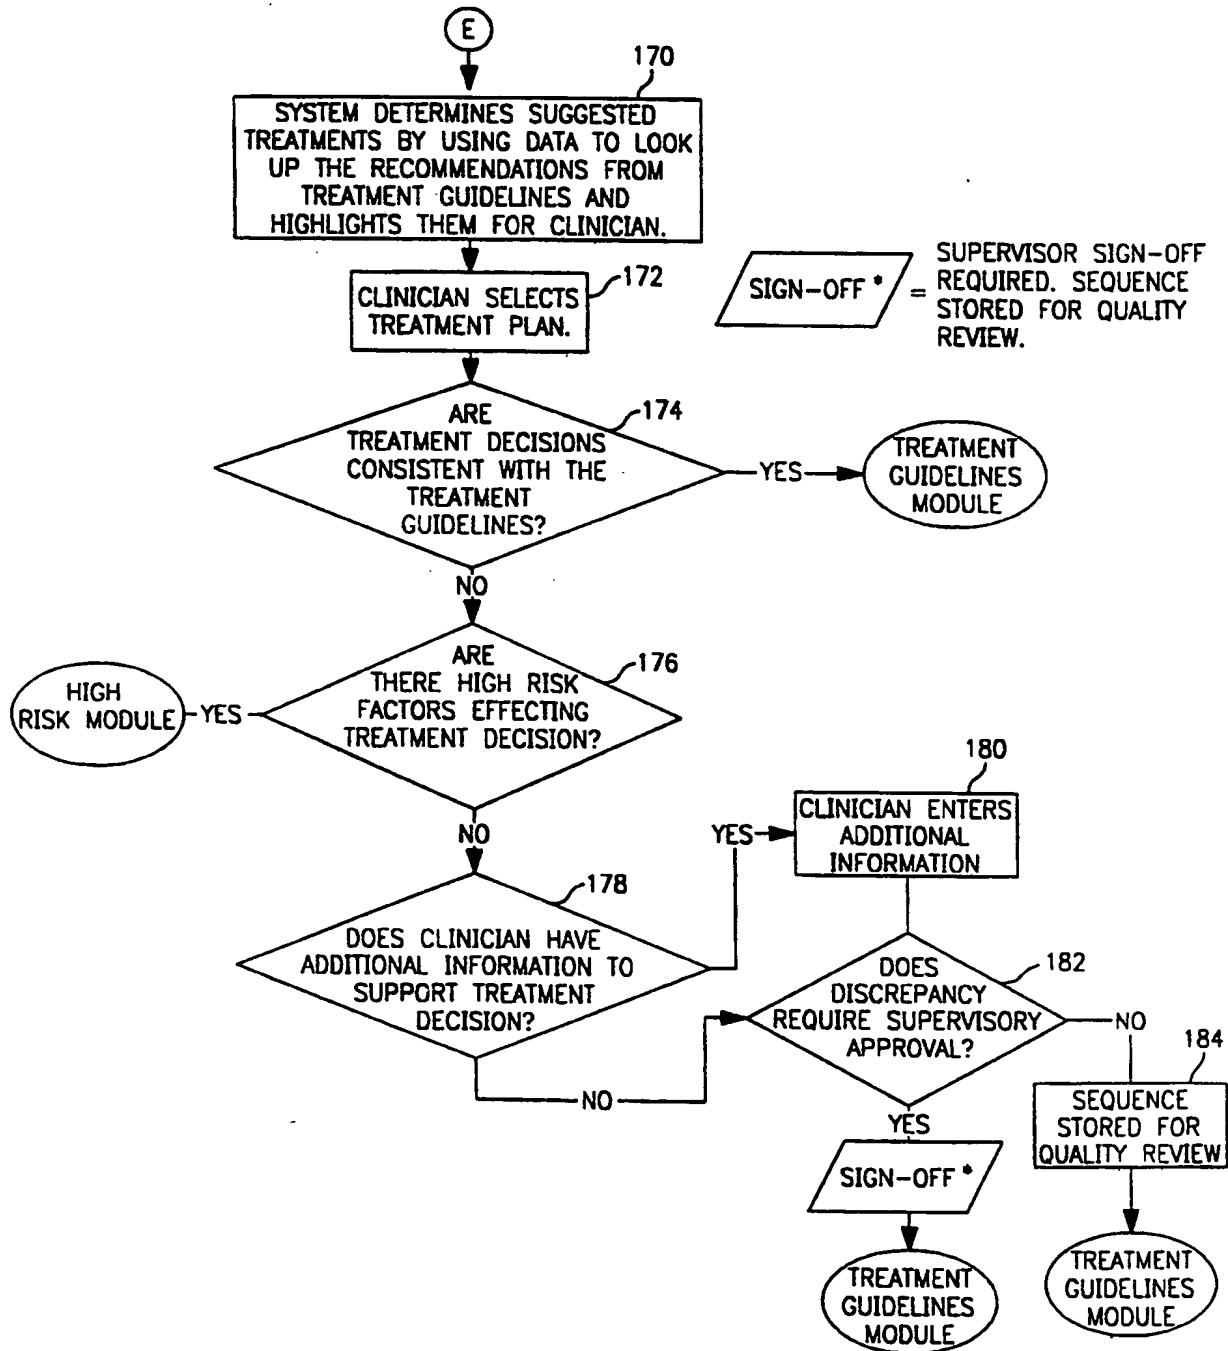 E
170
SYSTEM DETERMINES SUGGESTED
TREATMENTS BY USING DATA TO LOOK
UP THE RECOMMENDATIONS FROM
TREATMENT GUIDELINES AND
HIGHLIGHTS THEM FOR CLINICIAN.
172
CLINICIAN SELECTS
TREATMENT PLAN.
SIGN-OFF *
=
SUPERVISOR SIGN-OFF
REQUIRED. SEQUENCE
STORED FOR QUALITY
REVIEW.
174
ARE
TREATMENT DECISIONS
CONSISTENT WITH THE
TREATMENT
GUIDELINES?
YES
TREATMENT
GUIDELINES
MODULE
NO
176
ARE
THERE HIGH RISK
FACTORS EFFECTING
TREATMENT DECISION?
YES
HIGH
RISK MODULE
NO
178
DOES CLINICIAN HAVE
ADDITIONAL INFORMATION TO
SUPPORT TREATMENT
DECISION?
YES
180
CLINICIAN ENTERS
ADDITIONAL
INFORMATION
NO
182
DOES
DISCREPANCY
REQUIRE SUPERVISORY
APPROVAL?
NO
184
SEQUENCE
STORED FOR
QUALITY REVIEW
TREATMENT
GUIDELINES
MODULE
YES
SIGN-OFF *
TREATMENT
GUIDELINES
MODULE